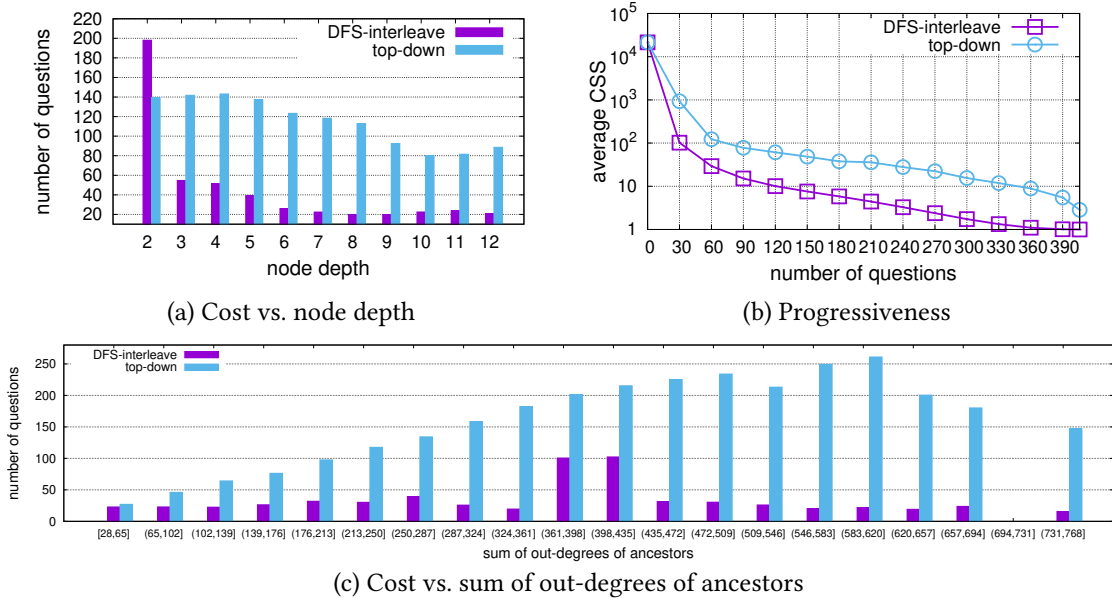 220
200
180
160
140
120
100
80
60
40
20
number of questions
DFS-interleave
top-down
2 3 4 5 6 7 8 9 10 11 12
node depth
(a) Cost vs. node depth
10^5
10^4
10^3
10^2
10
1
average CSS
DFS-interleave
top-down
0 30 60 90 120 150 180 210 240 270 300 330 360 390
number of questions
(b) Progressiveness
250
200
150
100
50
0
number of questions
DFS-interleave
top-down
[28,65] (65,102] (102,139] (139,176] (176,213] (213,250] (250,287] (287,324] (324,361] (361,398] (398,435] (435,472] (472,509] (509,546] (546,583] (583,620] (620,657] (657,694] (694,731] (731,768]
sum of out-degrees of ancestors
(c) Cost vs. sum of out-degrees of ancestors